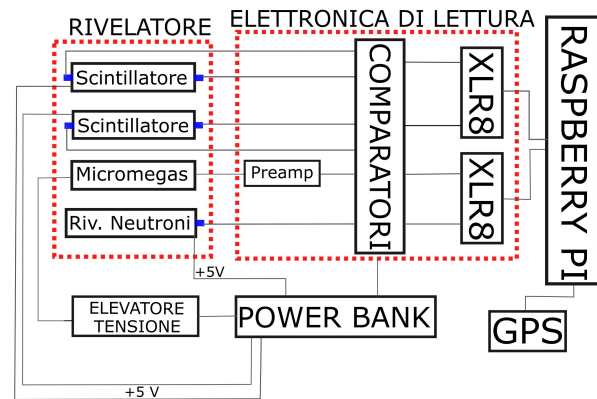 RIVELATORE
ELETTRONICA DI LETTURA
Scintillatore
Scintillatore
Micromegas
Riv. Neutroni
Preamp
COMPARATORI
XLR8
XLR8
RASPBERRY PI
+5V
ELEVATORE
TENSIONE
POWER BANK
GPS
+5 V